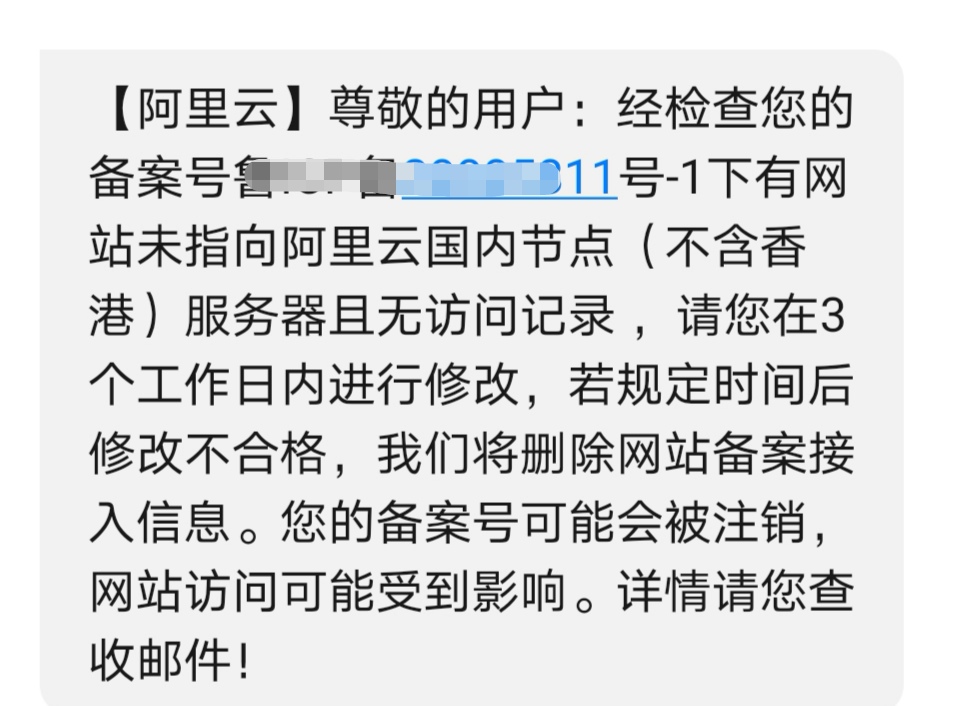 【阿里云】尊敬的用户：经检查您的
备案号鲁 11号-1下有网
站未指向阿里云国内节点（不含香
港）服务器且无访问记录，请您在3
个工作日内进行修改，若规定时间后
修改不合格，我们将删除网站备案接
入信息。您的备案号可能会被注销，
网站访问可能受到影响。详情请您查
收邮件！